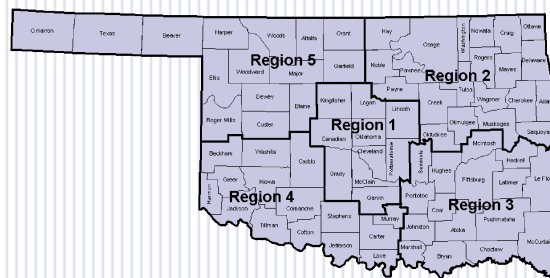 Cimarron
Texas
Beaver
Harper
Woods
Alfalfa
Grant
Kay
Osage
Washington
Nowata
Craig
Ottawa
Region 5
Ellis
Woodward
Major
Garfield
Noble
Pawnee
Region 2
Rogers
Mayes
Delaware
Dewey
Blaine
Kingfisher
Logan
Payne
Creek
Tulsa
Wagoner
Cherokee
Roger Mills
Custer
Canadian
Region 1
Oklahoma
Lincoln
Okmulgee
Muskogee
Sequoya
Beckham
Washita
Caddo
Cleveland
Pottawatomie
Seminole
Okfuskee
McIntosh
Haskell
Greer
Kiowa
Grady
McClain
Hughes
Pittsburg
Latimer
Le Flo
Harmon
Region 4
Jackson
Comanche
Garvin
Pontotoc
Coal
Region 3
Pushmataha
Tillman
Cotton
Stephens
Murray
Johnston
Atoka
McCurtain
Jefferson
Carter
Love
Marshall
Bryan
Choctaw